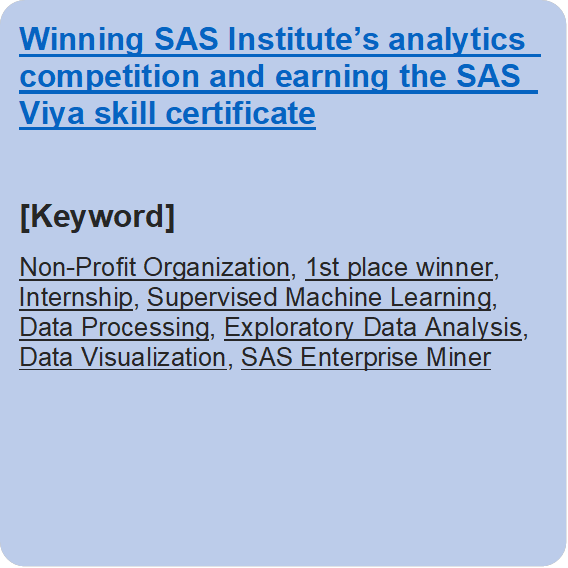 Winning SAS Institute’s analytics
competition and earning the SAS
Viya skill certificate
[Keyword]
Non-Profit Organization, 1st place winner,
Internship, Supervised Machine Learning,
Data Processing, Exploratory Data Analysis,
Data Visualization, SAS Enterprise Miner